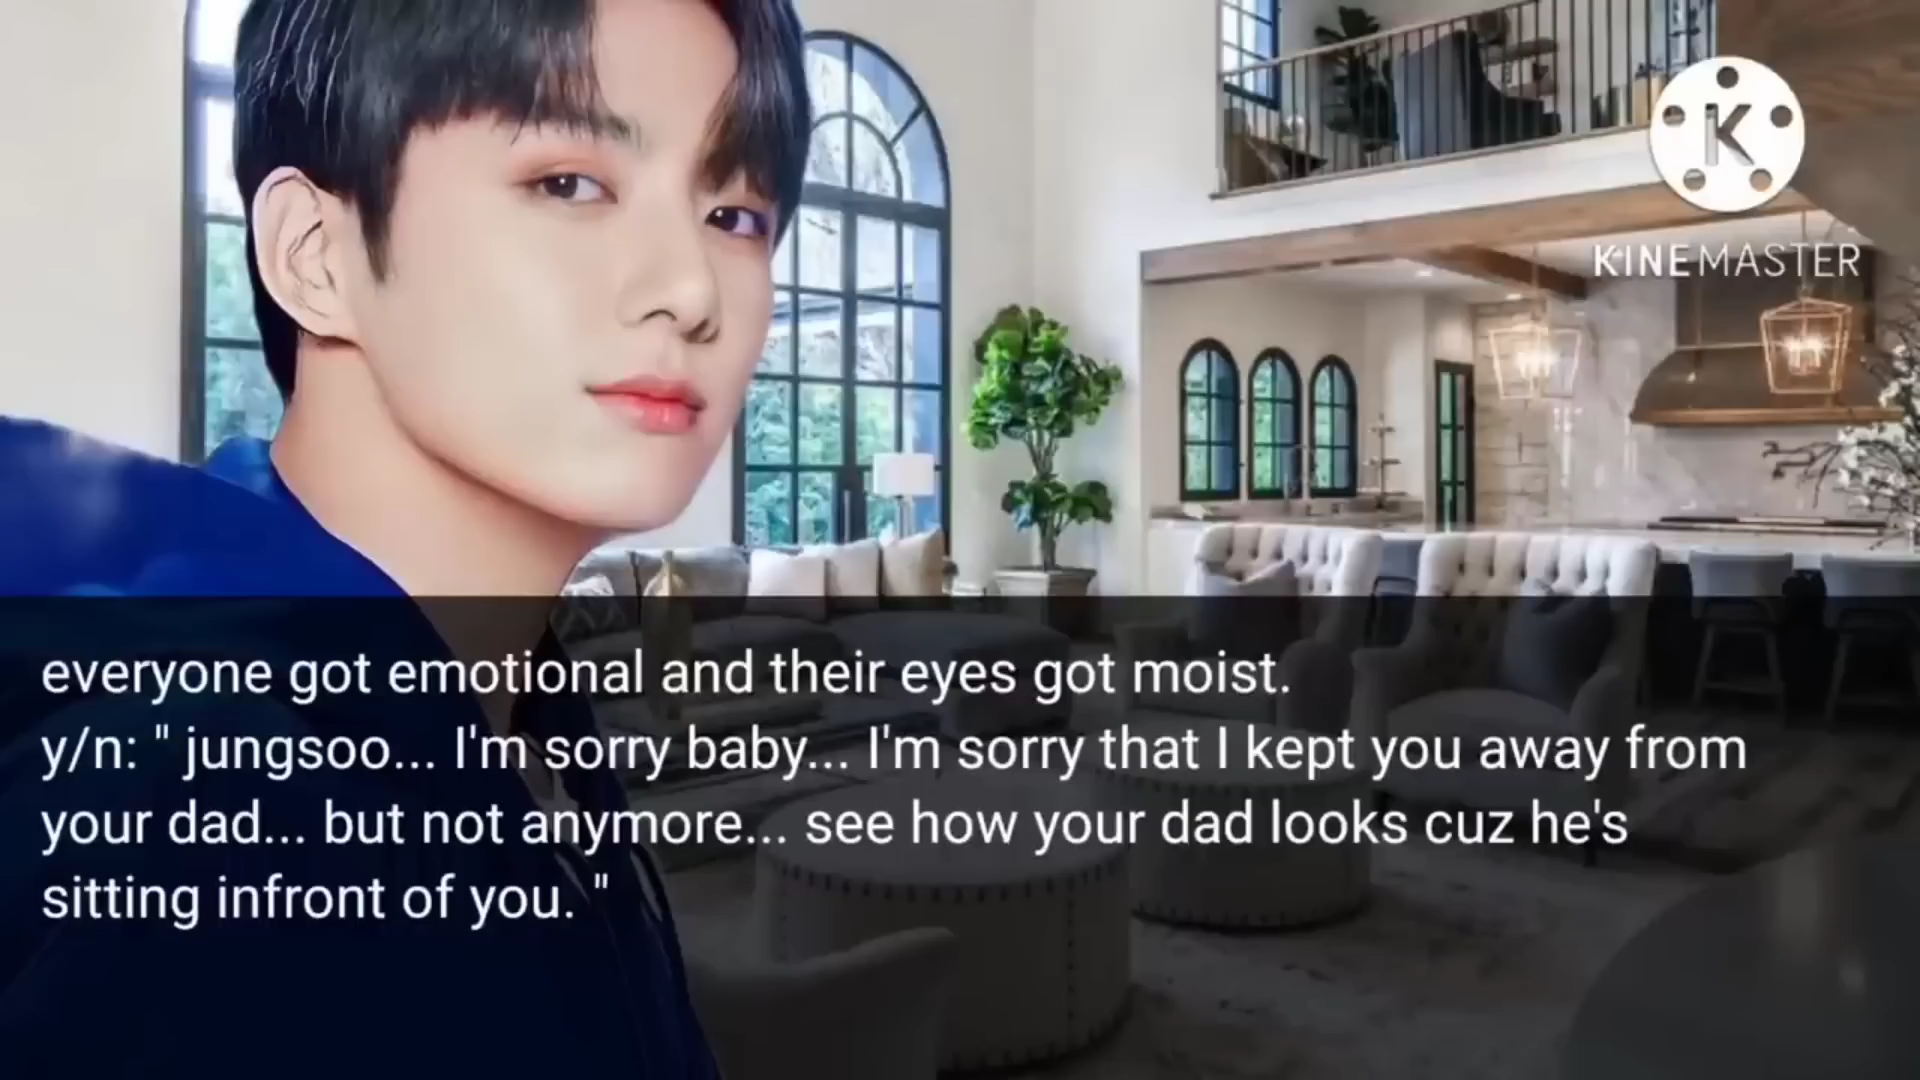 K
KINEMASTER
everyone got emotional and their eyes got moist.
y/n: " jungsoo... I'm sorry baby... I'm sorry that I kept you away from
your dad... but not anymore... see how your dad looks cuz he's
sitting infront of you. "